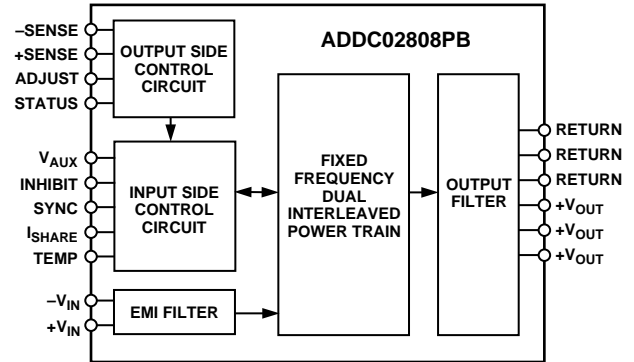 ADDC02808PB
–SENSE
+SENSE
ADJUST
STATUS
OUTPUT SIDE
CONTROL
CIRCUIT
VAUX
INHIBIT
SYNC
ISHARE
TEMP
INPUT SIDE
CONTROL
CIRCUIT
–VIN
+VIN
EMI FILTER
FIXED
FREQUENCY
DUAL
INTERLEAVED
POWER TRAIN
OUTPUT
FILTER
RETURN
RETURN
RETURN
+VOUT
+VOUT
+VOUT